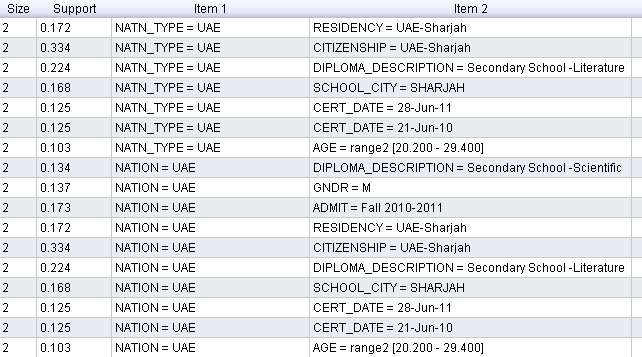 Size Support Item 1 Item 2
2 0.172 NATN_TYPE = UAE RESIDENCY = UAE-Sharjah
2 0.334 NATN_TYPE = UAE CITIZENSHIP = UAE-Sharjah
2 0.224 NATN_TYPE = UAE DIPLOMA_DESCRIPTION = Secondary School -Literature
2 0.168 NATN_TYPE = UAE SCHOOL_CITY = SHARJAH
2 0.125 NATN_TYPE = UAE CERT_DATE = 28-Jun-11
2 0.125 NATN_TYPE = UAE CERT_DATE = 21-Jun-10
2 0.103 NATN_TYPE = UAE AGE = range2 [20.200 - 29.400]
2 0.134 NATION = UAE DIPLOMA_DESCRIPTION = Secondary School -Scientific
2 0.137 NATION = UAE GNDR = M
2 0.173 NATION = UAE ADMIT = Fall 2010-2011
2 0.172 NATION = UAE RESIDENCY = UAE-Sharjah
2 0.334 NATION = UAE CITIZENSHIP = UAE-Sharjah
2 0.224 NATION = UAE DIPLOMA_DESCRIPTION = Secondary School -Literature
2 0.168 NATION = UAE SCHOOL_CITY = SHARJAH
2 0.125 NATION = UAE CERT_DATE = 28-Jun-11
2 0.125 NATION = UAE CERT_DATE = 21-Jun-10
2 0.103 NATION = UAE AGE = range2 [20.200 - 29.400]